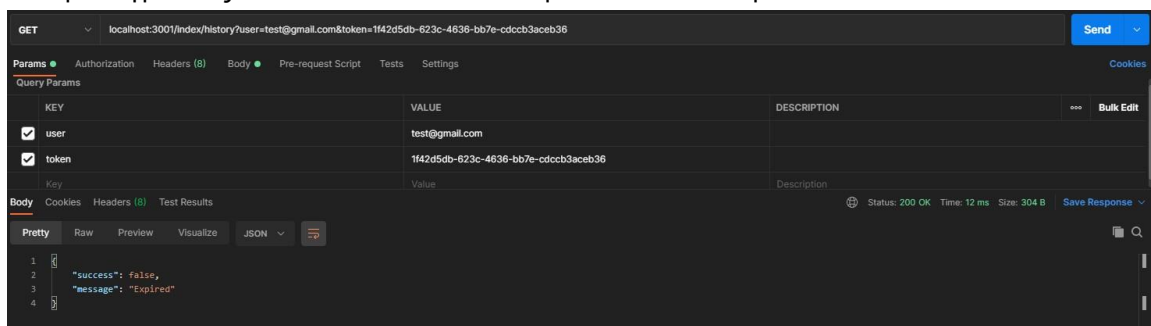 GET localhost:3001/index/history?user=test@gmail.com&token=1f42d5db-623c-4636-bb7e-cdccb3aceb36 Send
Params Authorization Headers (8) Body Pre-request Script Tests Settings Cookies
Query Params
KEY VALUE DESCRIPTION ooo Bulk Edit
user test@gmail.com
token 1f42d5db-623c-4636-bb7e-cdccb3aceb36
Key Value Description
Body Cookies Headers (8) Test Results Status: 200 OK Time: 12 ms Size: 304 B Save Response
Pretty Raw Preview Visualize JSON
1 {
2 "success": false,
3 "message": "Expired"
4 }